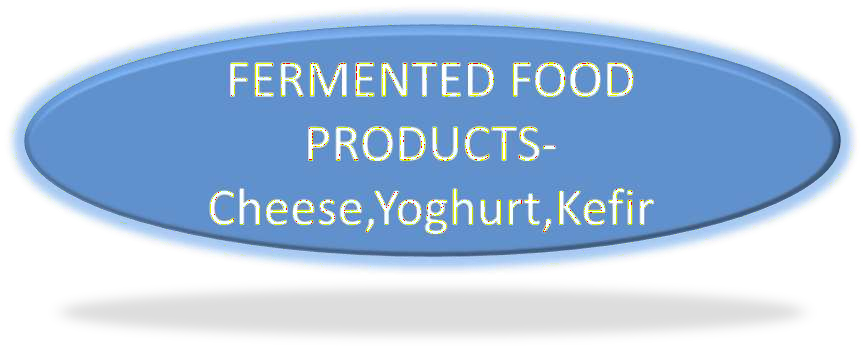 FERMENTED FOOD
PRODUCTS-
Cheese,Yoghurt,Kefir